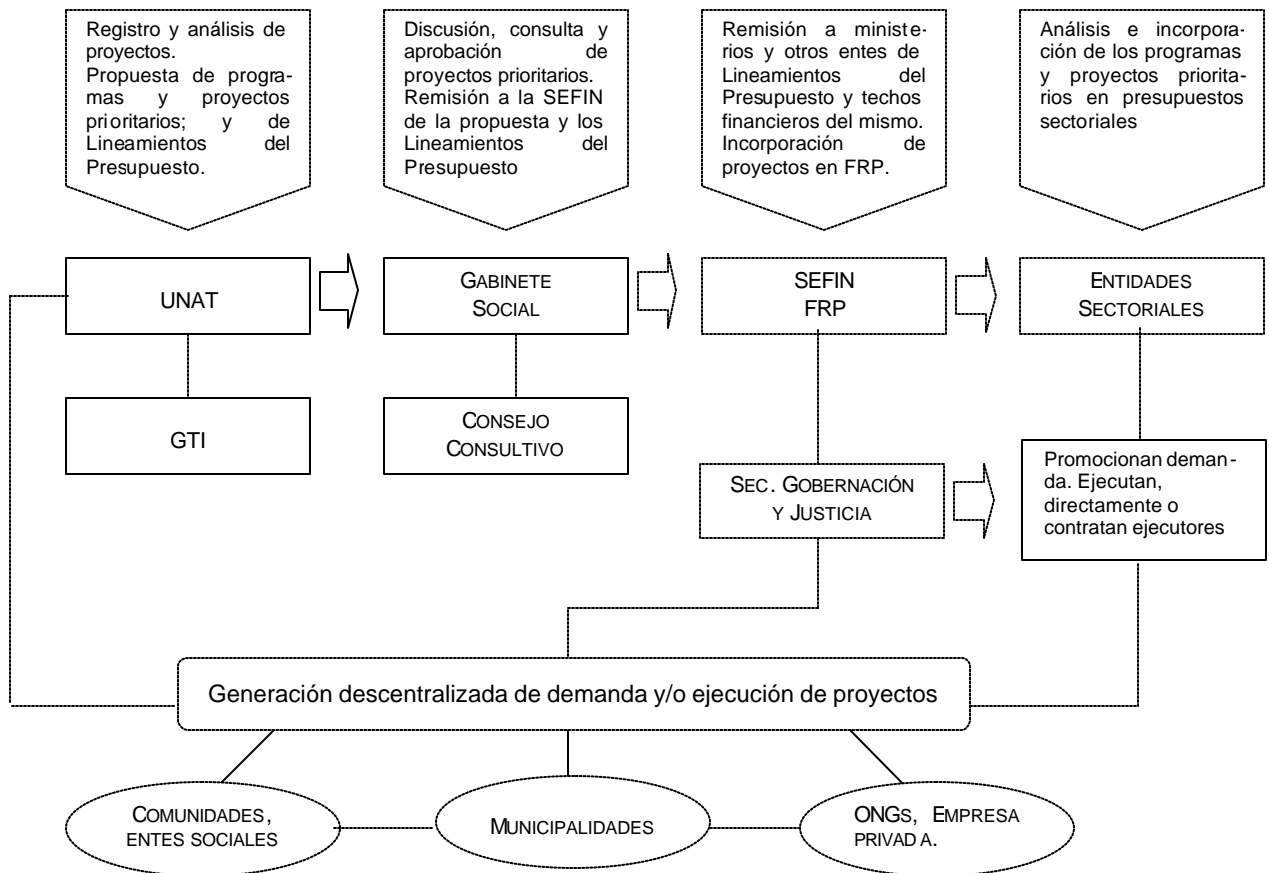 Registro y análisis de
proyectos.
Propuesta de progra-
mas y proyectos
prioritarios; y de
Lineamientos del
Presupuesto.
Discusión, consulta y
aprobación de
proyectos prioritarios.
Remisión a la SEFIN
de la propuesta y los
Lineamientos del
Presupuesto
Remisión a ministe-
rios y otros entes de
Lineamientos del
Presupuesto y techos
financieros del mismo.
Incorporación de
proyectos en FRP.
Análisis e incorpora-
ción de los programas
y proyectos priorita-
rios en presupuestos
sectoriales
UNAT
GABINETE
SOCIAL
SEFIN
FRP
ENTIDADES
SECTORIALES
GTI
CONSEJO
CONSULTIVO
SEC. GOBERNACIÓN
Y JUSTICIA
Promocionan deman-
da. Ejecutan,
directamente o
contratan ejecutores
Generación descentralizada de demanda y/o ejecución de proyectos
COMUNIDADES,
ENTES SOCIALES
MUNICIPALIDADES
ONGS, EMPRESA
PRIVADA.